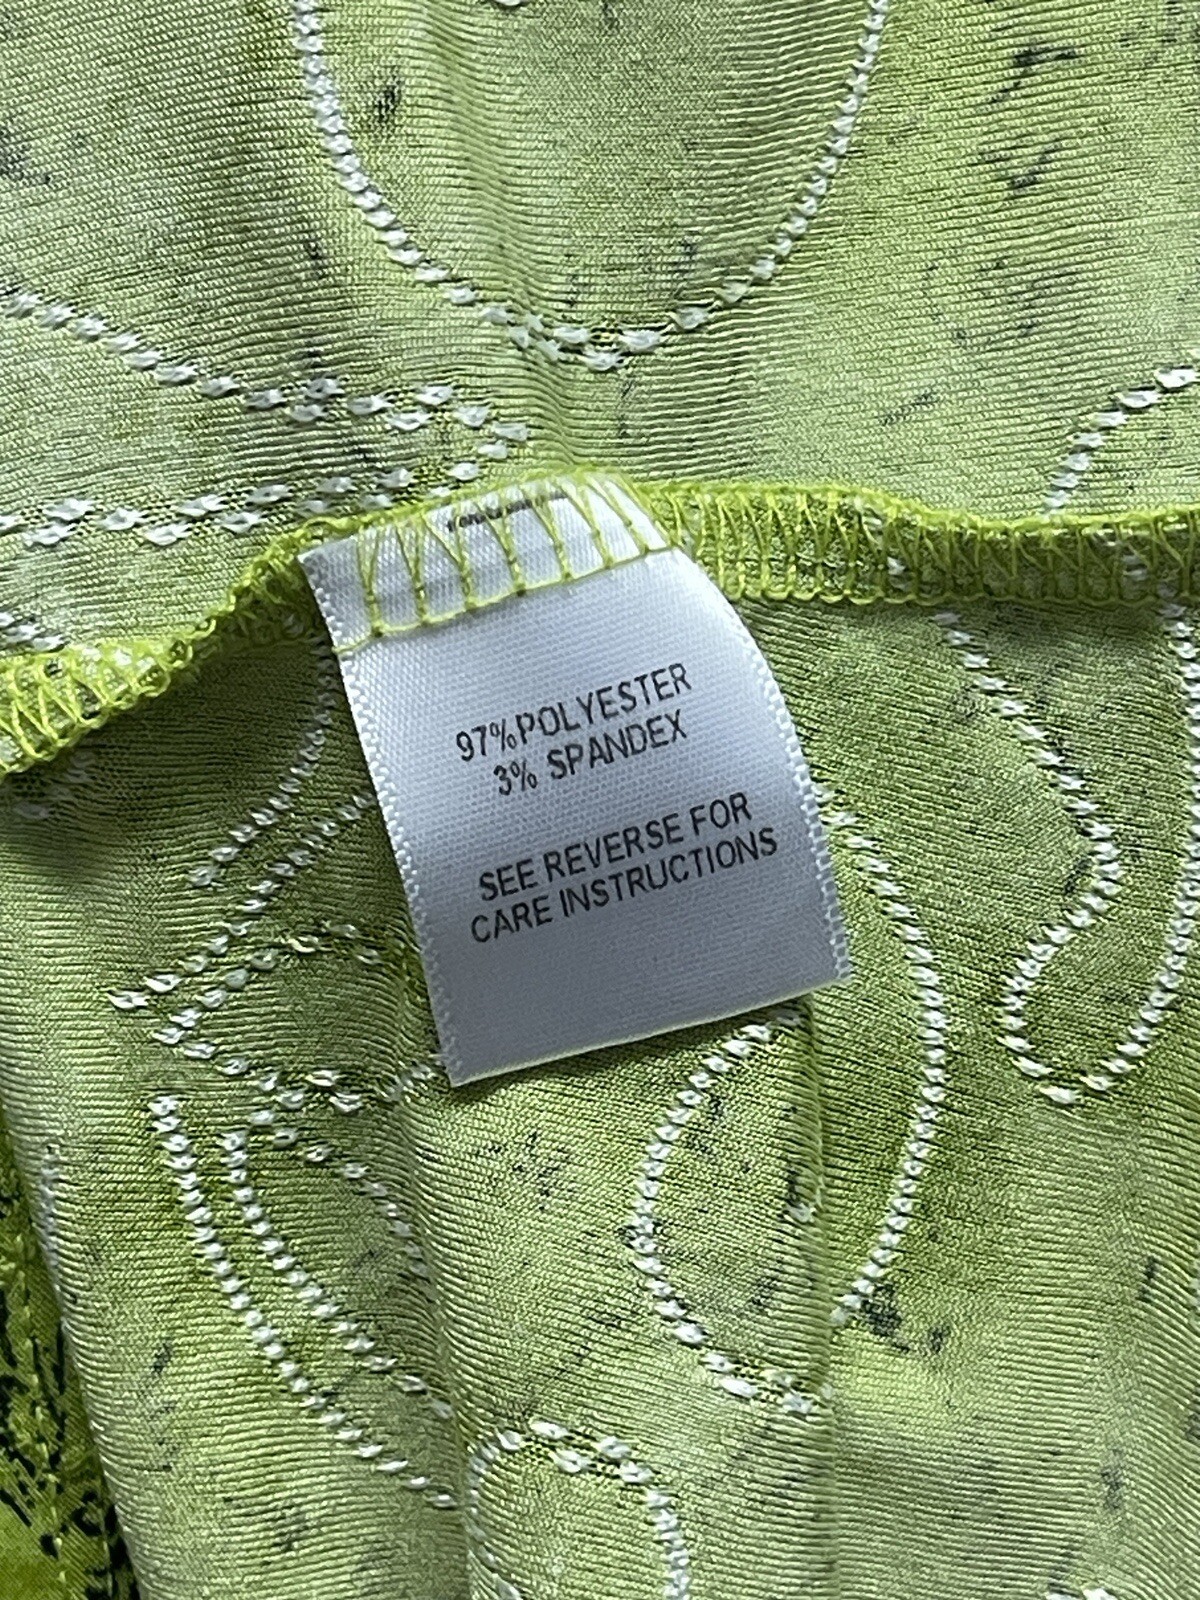 97%POLYESTER
3% SPANDEX
SEE REVERSE FOR
CARE INSTRUCTIONS